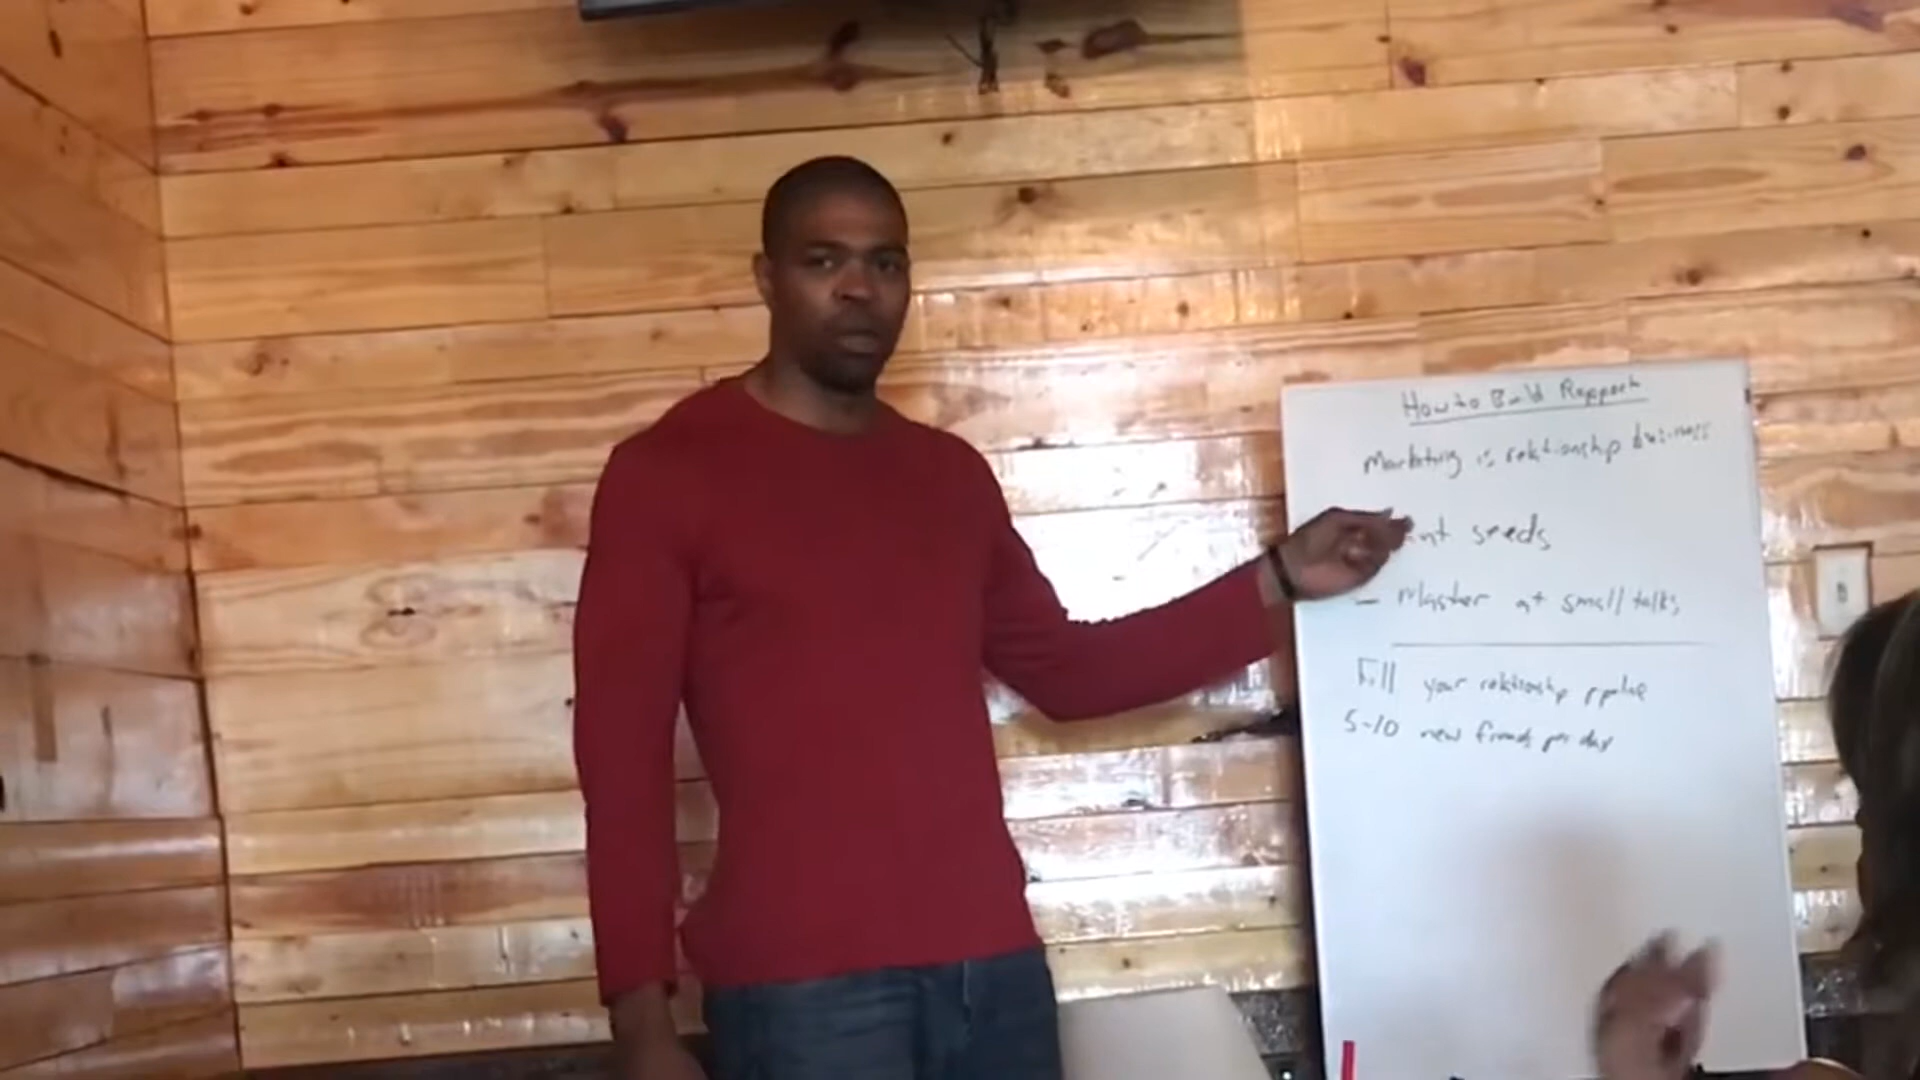 How to Build Rapport
Marketing is relationship business
seeds
- Master at small talks
Fill your relationship pipeline
5-10 new friends per day